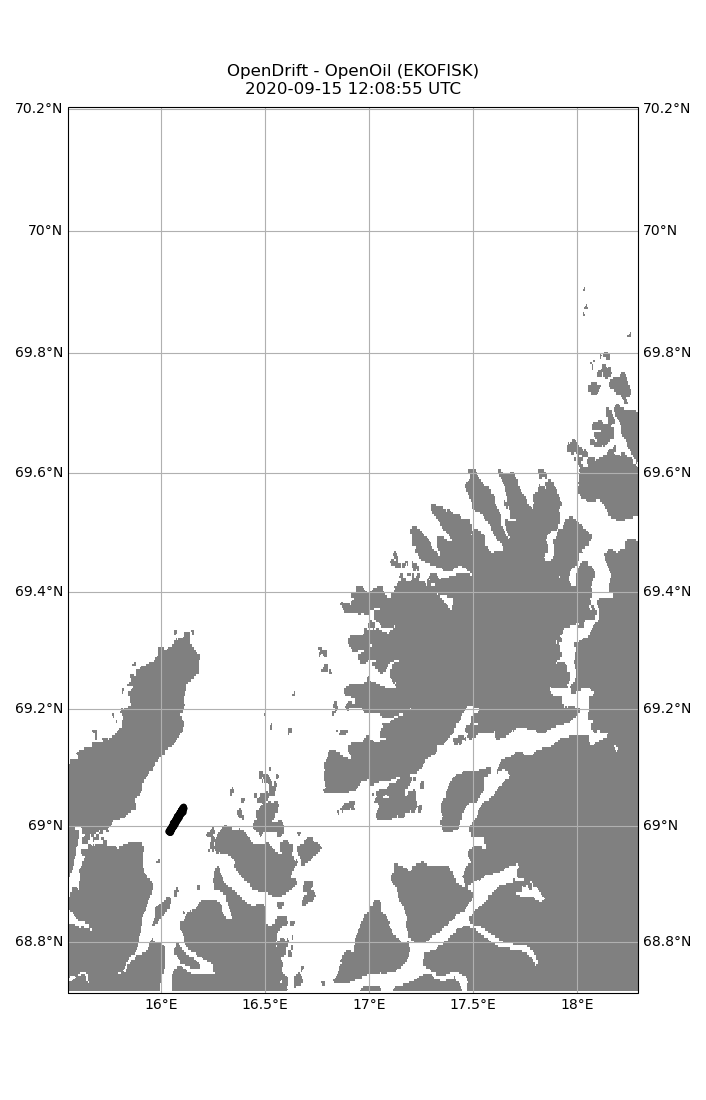 OpenDrift - OpenOil (EKOFISK)
2020-09-15 12:08:55 UTC
70.2°N 70.2°N
70°N 70°N
69.8°N 69.8°N
69.6°N 69.6°N
69.4°N 69.4°N
69.2°N 69.2°N
69°N 69°N
68.8°N 68.8°N
16°E 16.5°E 17°E 17.5°E 18°E